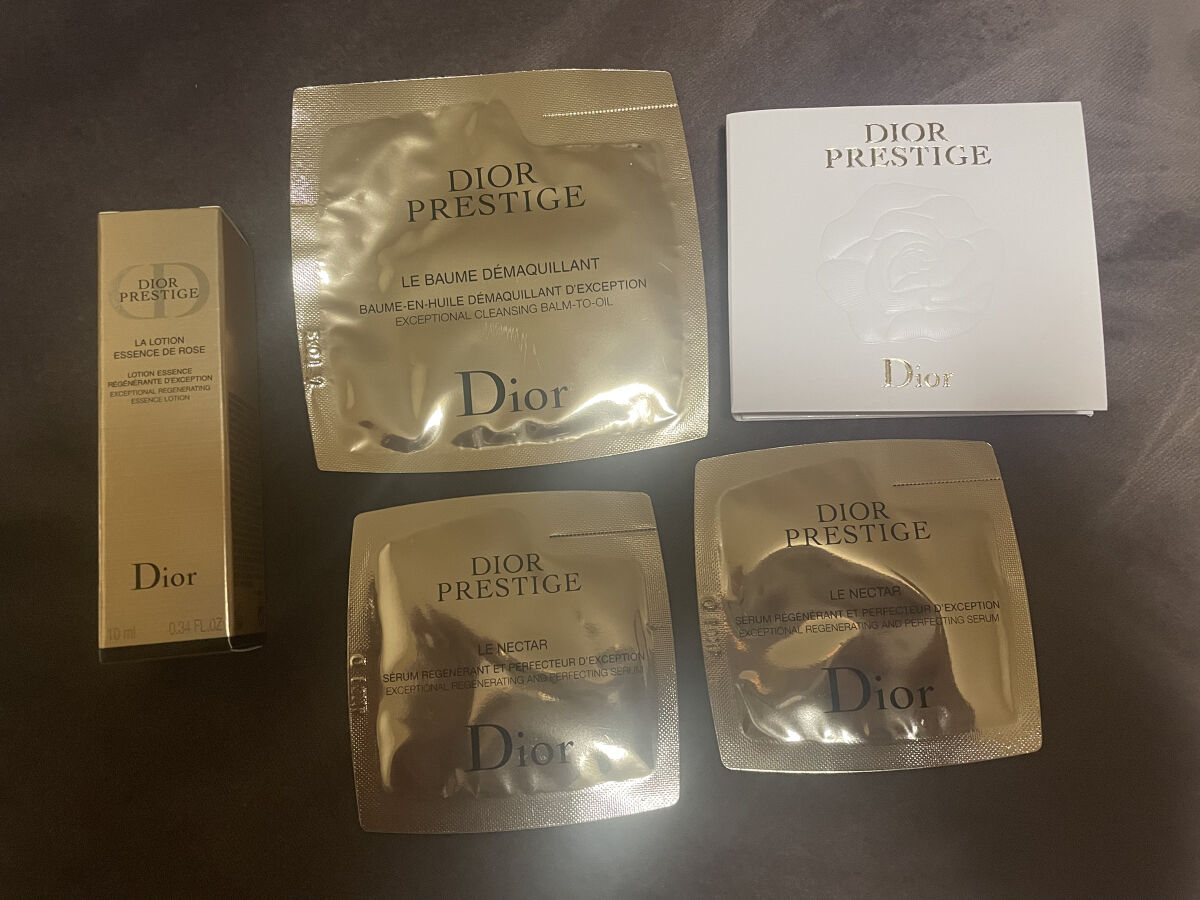 DIOR
PRESTIGE
LA LOTION
ESSENCE DE ROSE
LOTION ESSENCE
RÉGÉNÉRANTE D'EXCEPTION
EXCEPTIONAL REGENERATING
ESSENCE LOTION
Dior
10 ml 0.34 FL.OZ
DIOR
PRESTIGE
LE BAUME DÉMAQUILLANT
BAUME-EN-HUILE DÉMAQUILLANT D'EXCEPTION
EXCEPTIONAL CLEANSING BALM-TO-OIL
Dior
DIOR
PRESTIGE
Dior
DIOR
PRESTIGE
LE NECTAR
SÉRUM RÉGÉNÉRANT ET PERFECTEUR D'EXCEPTION
EXCEPTIONAL REGENERATING AND PERFECTING SERUM
Dior
DIOR
PRESTIGE
LE NECTAR
SÉRUM RÉGÉNÉRANT ET PERFECTEUR D'EXCEPTION
EXCEPTIONAL REGENERATING AND PERFECTING SERUM
Dior